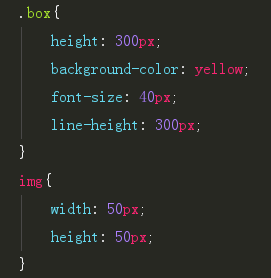 .box{
height: 300px;
background-color: yellow;
font-size: 40px;
line-height: 300px;
}
img{
width: 50px;
height: 50px;
}